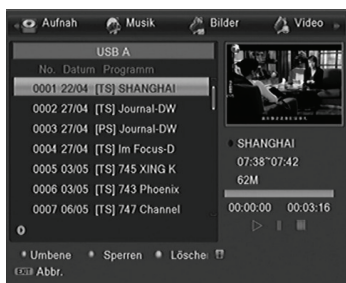 Aufnah Musik Bilder Video
USB A
No. Datum Programm
0001 22/04 [TS] SHANGHAI
0002 27/04 [TS] Journal-DW
0003 27/04 [PS] Journal-DW
0004 27/04 [TS] Im Focus-D
0005 03/05 [TS] 745 XING K
0006 03/05 [TS] 743 Phoenix
0007 06/05 [TS] 747 Channel
SHANGHAI
07:38~07:42
62M
00:00:00 00:03:16
0
Umbene Sperren Lösche
EXIT Abbr.